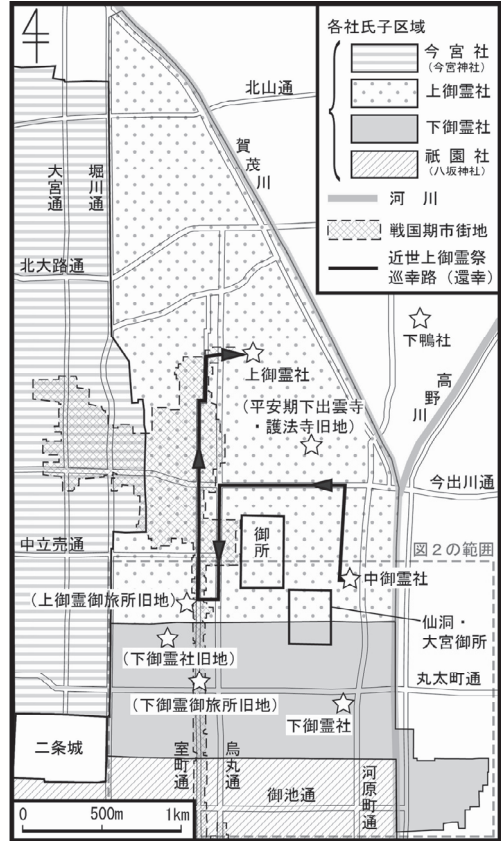 各社氏子区域
今宮社
(今宮神社)
上御霊社
下御霊社
祇園社
(八坂神社)
河川
戦国期市街地
近世上御霊祭
巡幸路(還幸)
北山通
賀茂川
大宮通
堀川通
北大路通
下鴨社
高野川
上御霊社
(平安期下出雲寺
・護法寺旧地)
今出川通
御所
中立売通
図2の範囲
中御霊社
(上御霊御旅所旧地)
仙洞・
大宮御所
(下御霊社旧地)
丸太町通
(下御霊御旅所旧地)
下御霊社
二条城
室町通
烏丸通
河原町通
御池通
0 500m 1km